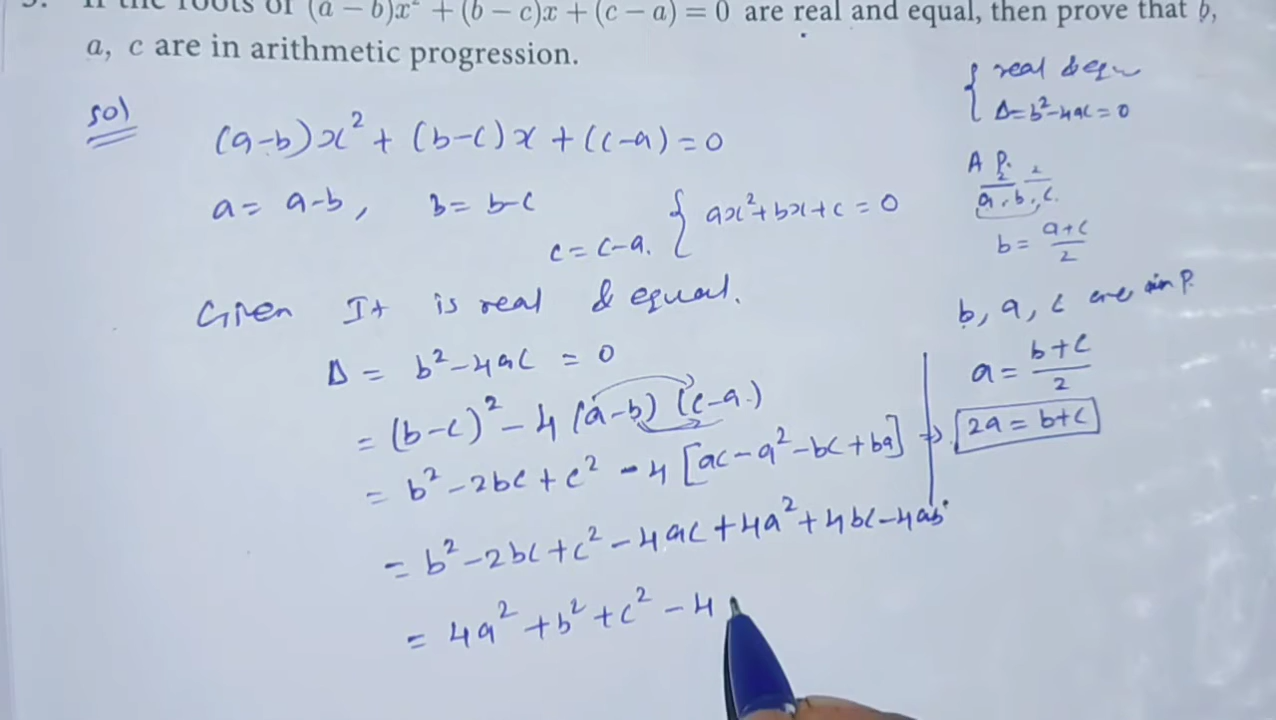 If the roots of (a − b)x² + (b − c)x + (c − a) = 0 are real and equal, then prove that b,
a, c are in arithmetic progression.
sol
(a-b)x² + (b-c)x + (c-a) = 0
a = a-b, b = b-c
c = c-a. { ax²+bx+c = 0
Given It is real & equal.
Δ = b²-4ac = 0
= (b-c)² - 4 (a-b) (c-a)
= b² - 2bc + c² - 4 [ac - a² - bc + ba]
= b² - 2bc + c² - 4ac + 4a² + 4bc - 4ab
= 4a² + b² + c² - 4
{ real &
Δ = b²-4ac = 0
A P.
a, b, c.
b = a+c/2
b, a, c are in P.
a = b+c/2
⇒ 2a = b+c